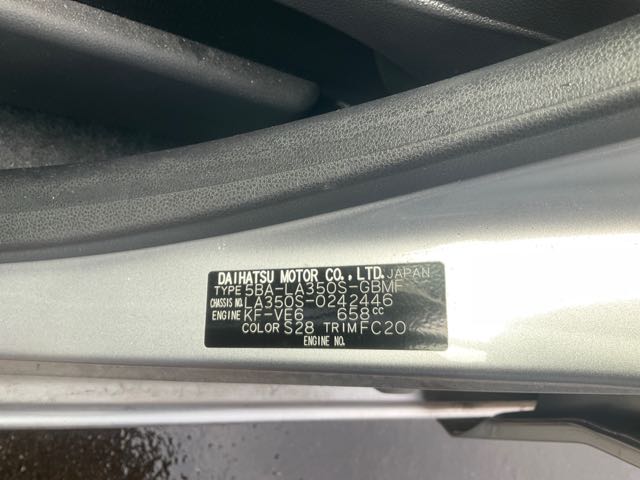 DAIHATSU MOTOR CO., LTD. JAPAN
TYPE 5BA-LA350S-GBMF
CHASSIS NO. LA350S-0242446
ENGINE KF-VE6 658cc
COLOR S28 TRIM FC20
ENGINE NO.